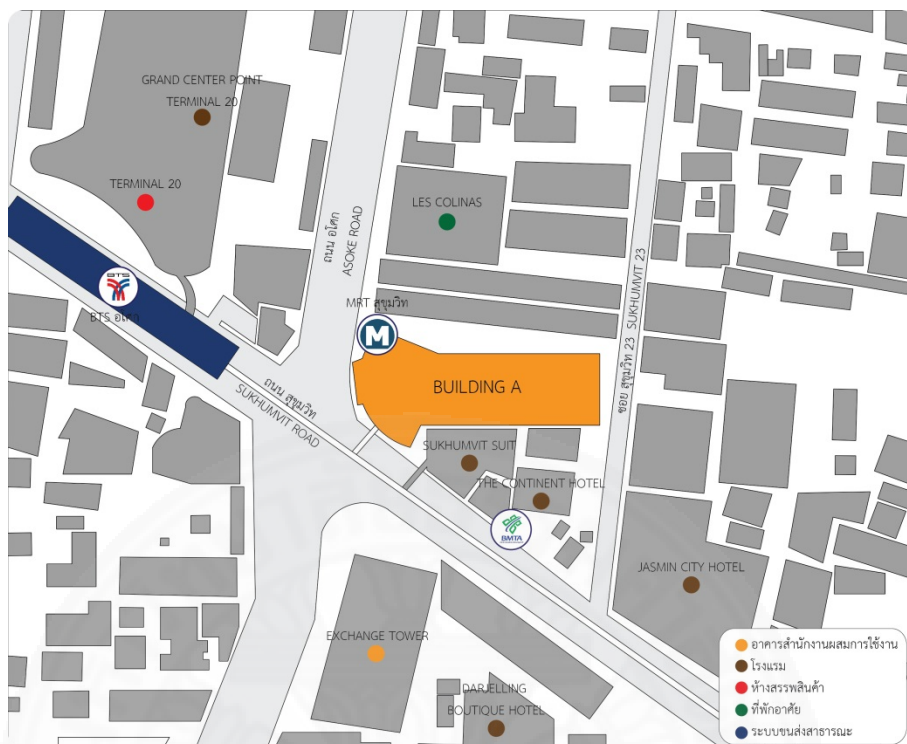 GRAND CENTER POINT
TERMINAL 20
TERMINAL 20
LES COLINAS
ถนน อโศก
ASOKE ROAD
ซอย สุขุมวิท 23 SUKHUMVIT 23
BTS
BTS อโศก
MRT สุขุมวิท
M
BUILDING A
ถนน สุขุมวิท
SUKHUMVIT ROAD
SUKHUMVIT SUIT
THE CONTINENT HOTEL
BMTA
JASMIN CITY HOTEL
EXCHANGE TOWER
DARJELLING
BOUTIQUE HOTEL
อาคารสำนักงานผสมการใช้งาน
โรงแรม
ห้างสรรพสินค้า
ที่พักอาศัย
ระบบขนส่งสาธารณะ